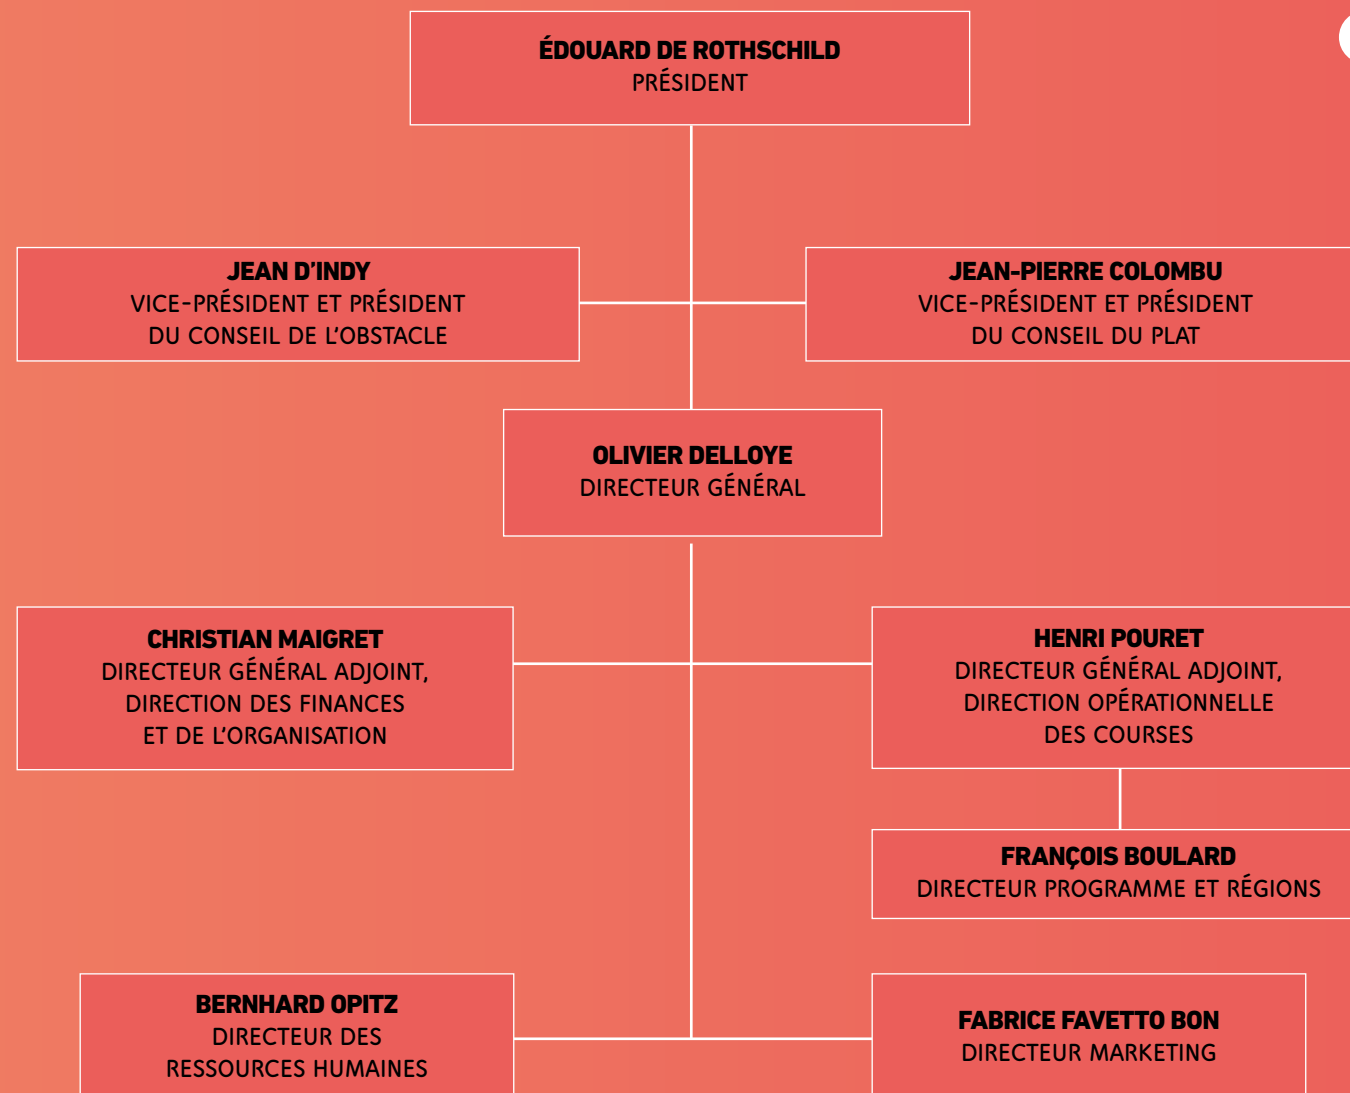 ÉDOUARD DE ROTHSCHILD
PRÉSIDENT
JEAN D'INDY
VICE-PRÉSIDENT ET PRÉSIDENT
DU CONSEIL DE L'OBSTACLE
JEAN-PIERRE COLOMBU
VICE-PRÉSIDENT ET PRÉSIDENT
DU CONSEIL DU PLAT
OLIVIER DELLOYE
DIRECTEUR GÉNÉRAL
CHRISTIAN MAIGRET
DIRECTEUR GÉNÉRAL ADJOINT,
DIRECTION DES FINANCES
ET DE L'ORGANISATION
HENRI POURET
DIRECTEUR GÉNÉRAL ADJOINT,
DIRECTION OPÉRATIONNELLE
DES COURSES
FRANÇOIS BOULARD
DIRECTEUR PROGRAMME ET RÉGIONS
BERNHARD OPITZ
DIRECTEUR DES
RESSOURCES HUMAINES
FABRICE FAVETTO BON
DIRECTEUR MARKETING